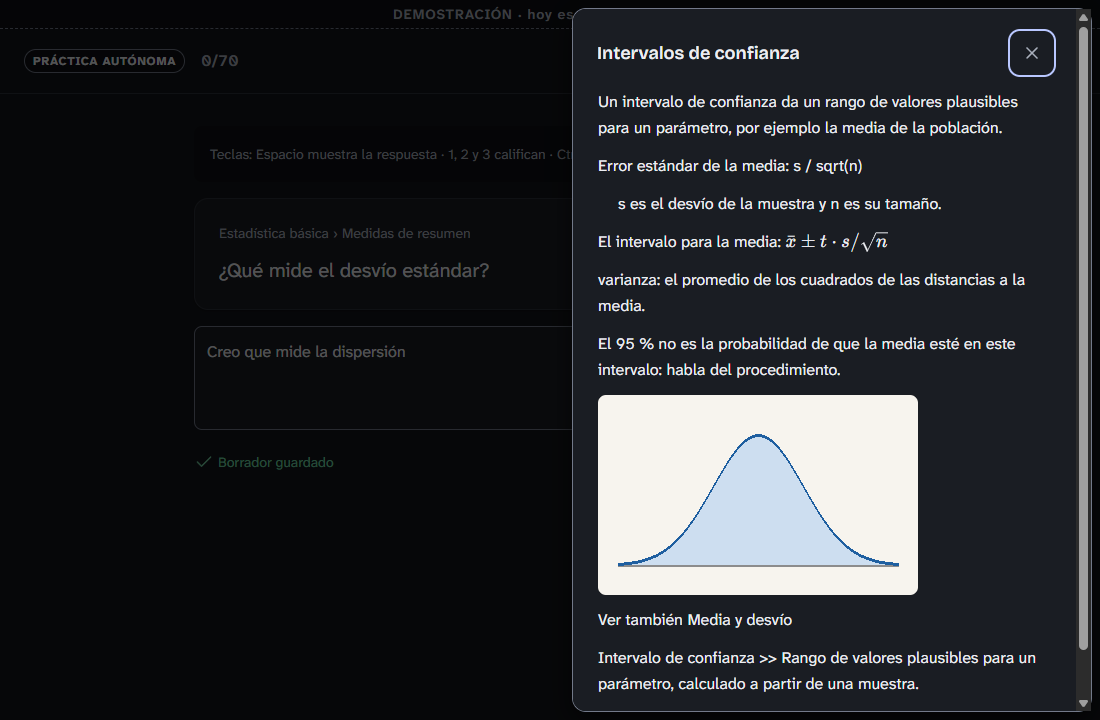 DEMOSTRACIÓN · hoy es
PRÁCTICA AUTÓNOMA 0/70
Teclas: Espacio muestra la respuesta · 1, 2 y 3 califican ·
Estadística básica › Medidas de resumen
¿Qué mide el desvío estándar?
Creo que mide la dispersión
Borrador guardado
Intervalos de confianza
Un intervalo de confianza da un rango de valores plausibles
para un parámetro, por ejemplo la media de la población.
Error estándar de la media: s / sqrt(n)
s es el desvío de la muestra y n es su tamaño.
El intervalo para la media: x̄ ± t · s/√n
varianza: el promedio de los cuadrados de las distancias a la
media.
El 95 % no es la probabilidad de que la media esté en este
intervalo: habla del procedimiento.
Ver también Media y desvío
Intervalo de confianza >> Rango de valores plausibles para un
parámetro, calculado a partir de una muestra.